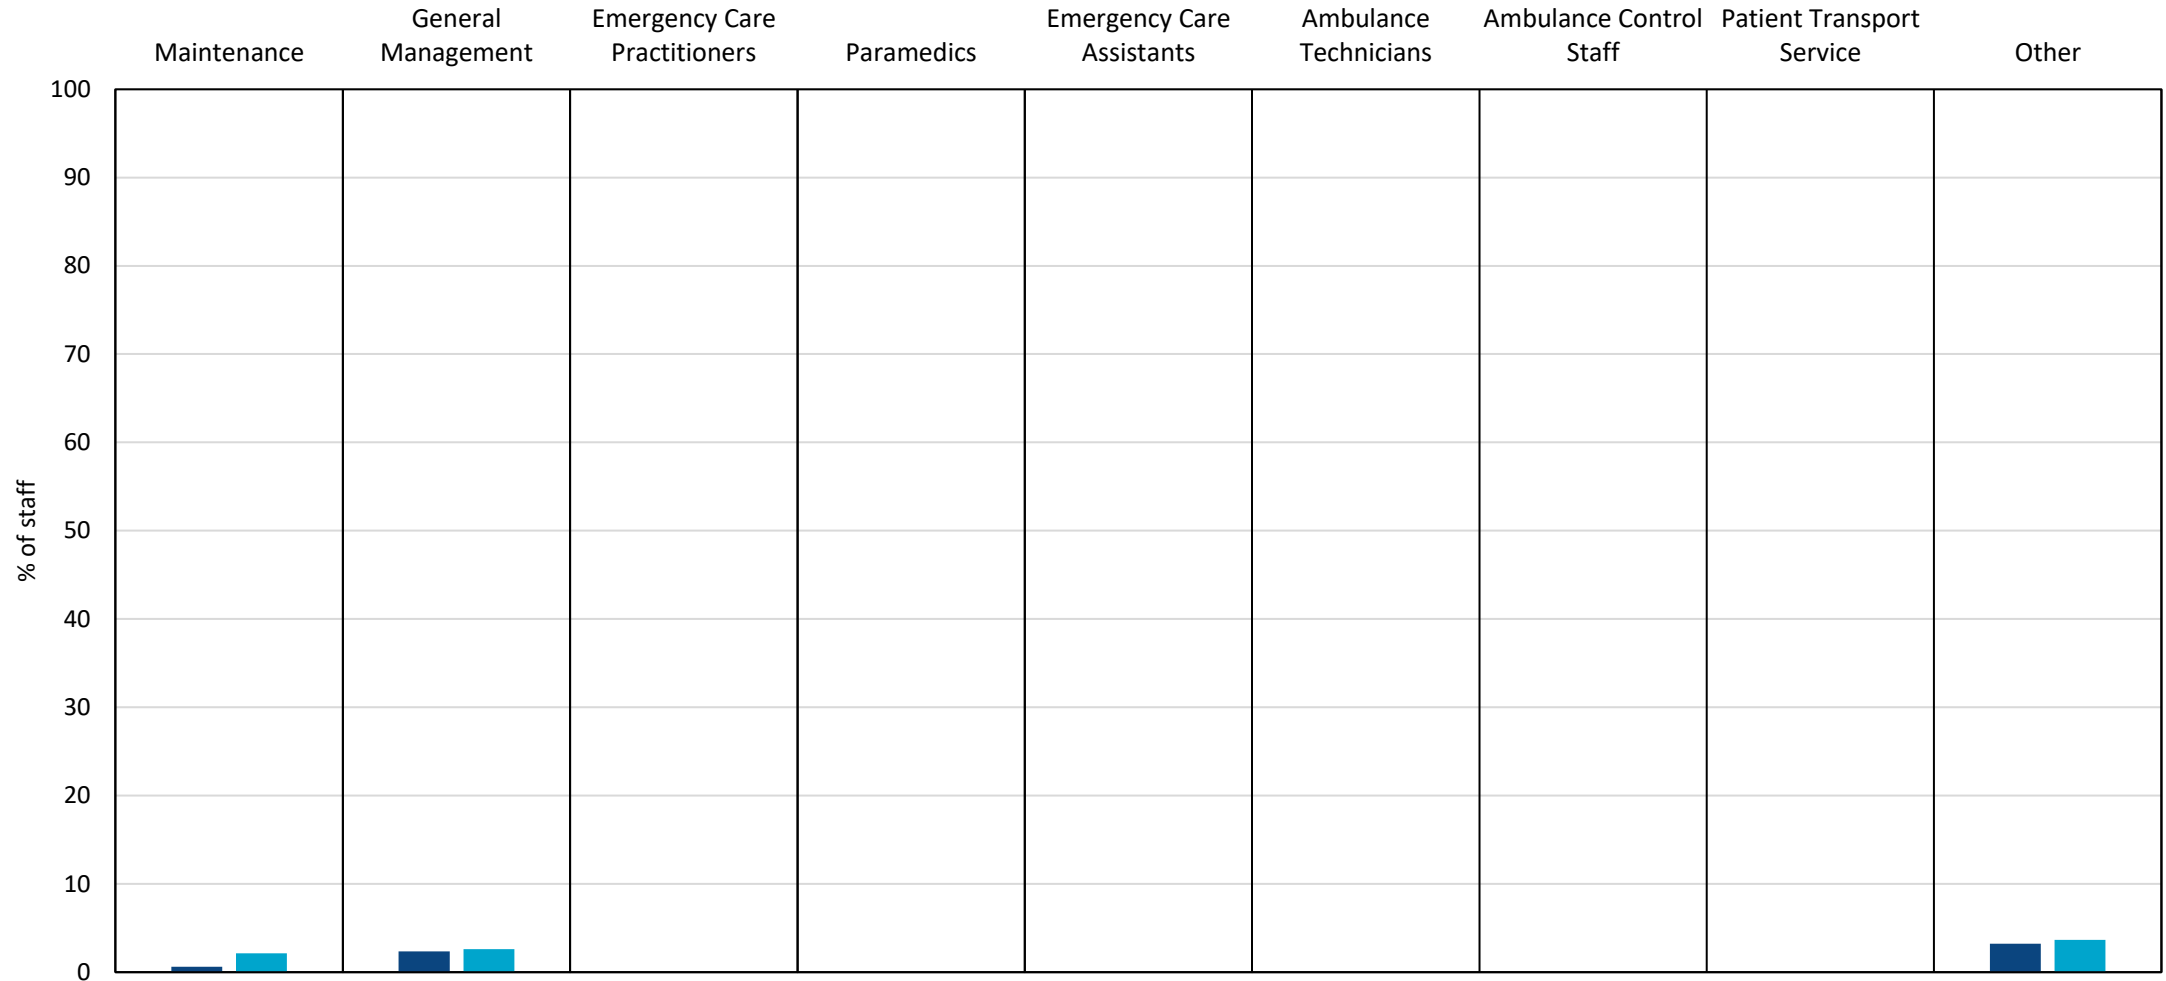 Maintenance
General
Management
Emergency Care
Practitioners
Paramedics
Emergency Care
Assistants
Ambulance
Technicians
Ambulance Control
Staff
Patient Transport
Service
Other
100
90
80
70
60
50
40
30
20
10
0
% of staff